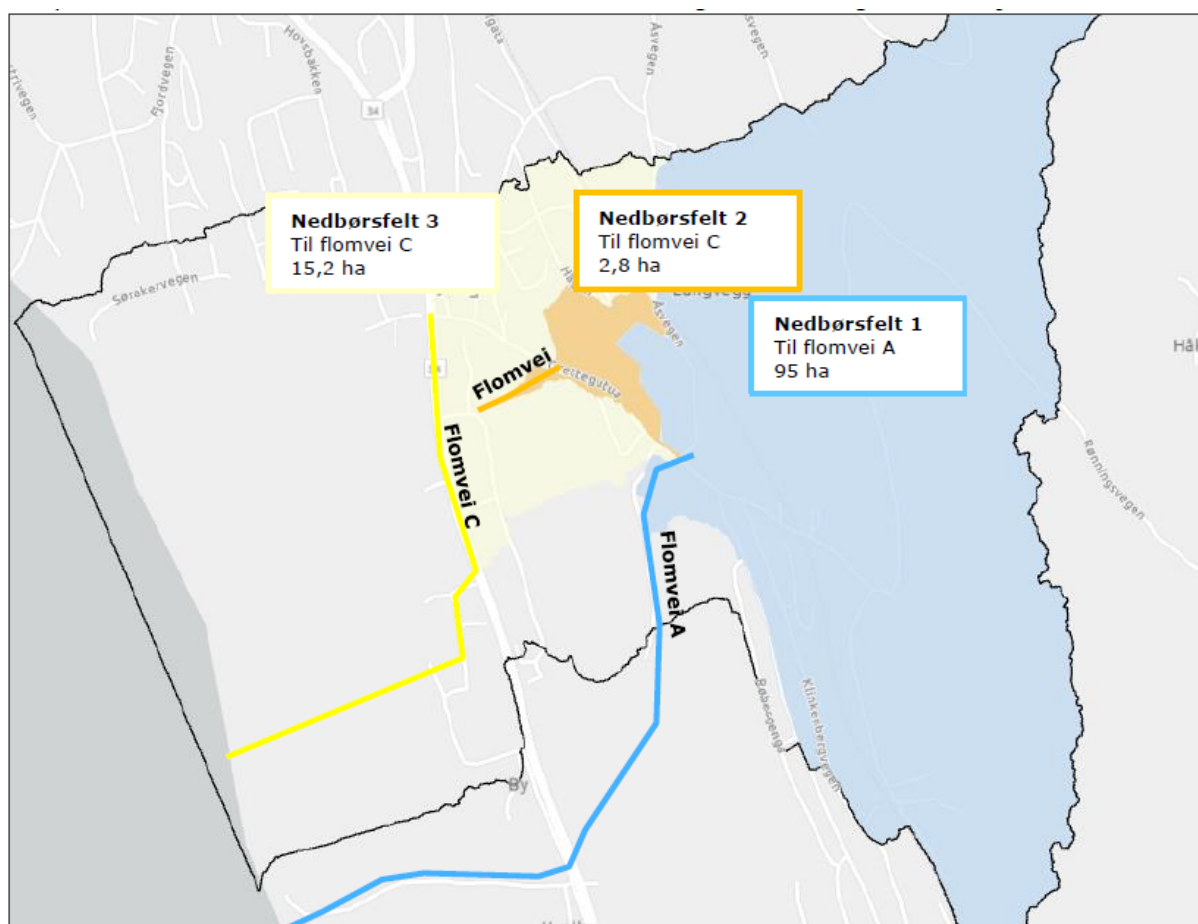 Hovsbakken
Åsvegen
Fjordvegen
34
Nedbørsfelt 3
Til flomvei C
15,2 ha
Nedbørsfelt 2
Til flomvei C
2,8 ha
Sørakervegen
Åsvegen
Nedbørsfelt 1
Til flomvei A
95 ha
Flomvei
Flomvei C
Rønningsvegen
Flomvei A
Klinkenbergvegen
By